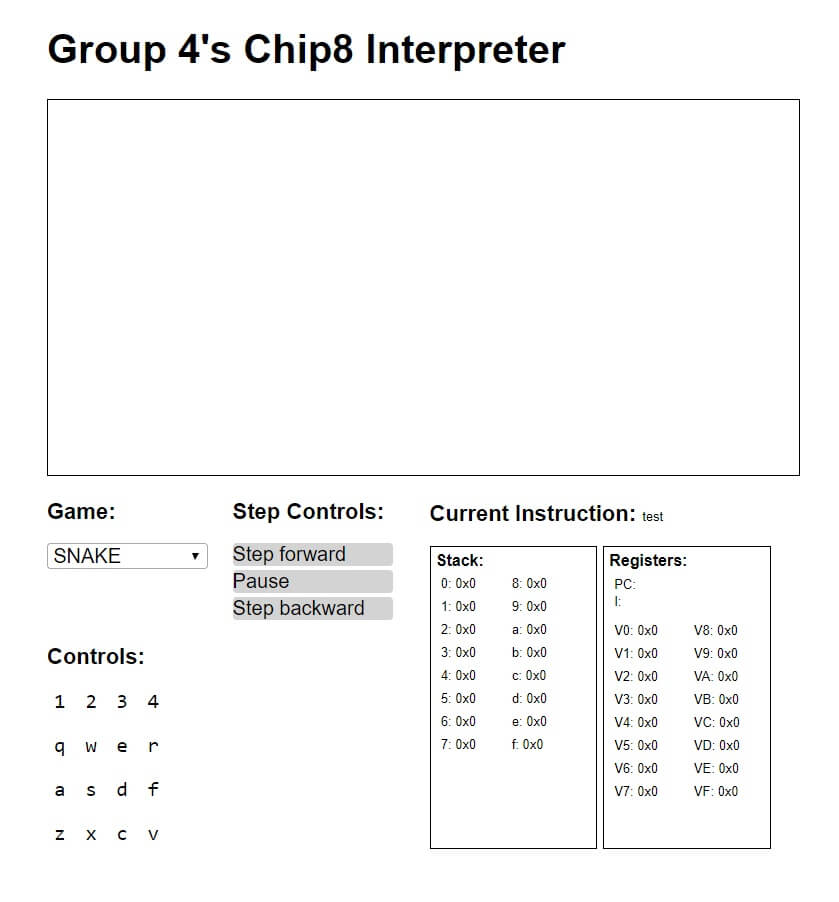 Group 4's Chip8 Interpreter
Game:
SNAKE
Controls:
1 2 3 4
q w e r
a s d f
z x c v
Step Controls:
Step forward
Pause
Step backward
Current Instruction: test
Stack:
0: 0x0 8: 0x0
1: 0x0 9: 0x0
2: 0x0 a: 0x0
3: 0x0 b: 0x0
4: 0x0 c: 0x0
5: 0x0 d: 0x0
6: 0x0 e: 0x0
7: 0x0 f: 0x0
Registers:
PC:
I:
V0: 0x0 V8: 0x0
V1: 0x0 V9: 0x0
V2: 0x0 VA: 0x0
V3: 0x0 VB: 0x0
V4: 0x0 VC: 0x0
V5: 0x0 VD: 0x0
V6: 0x0 VE: 0x0
V7: 0x0 VF: 0x0